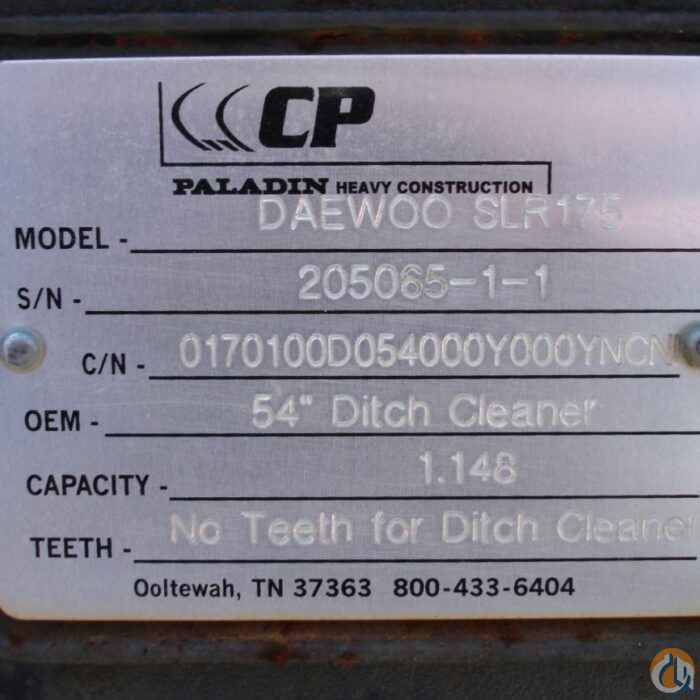 CP
PALADIN HEAVY CONSTRUCTION
MODEL - DAEWOO SLR175
S/N - 205065-1-1
C/N - 0170100D054000Y000YNCN
OEM - 54" Ditch Cleaner
CAPACITY - 1.148
TEETH - No Teeth for Ditch Cleaner
Ooltewah, TN 37363 800-433-6404